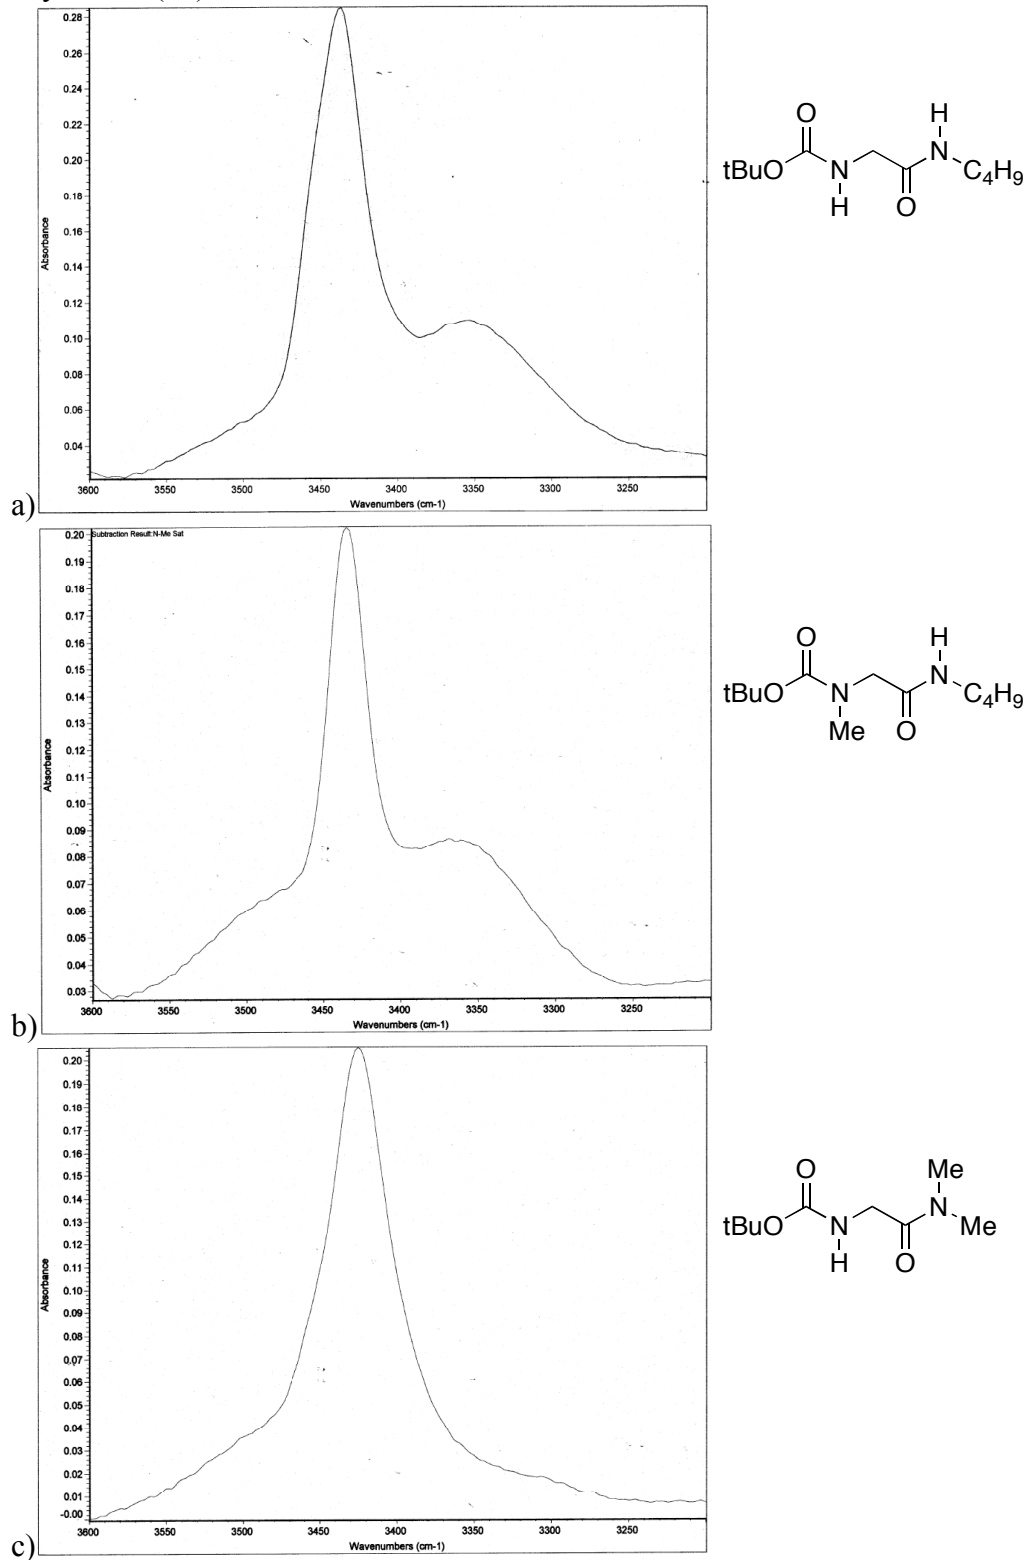 0.28
0.26
0.24
0.22
0.20
0.18
0.16
0.14
0.12
0.10
0.08
0.06
0.04
Absorbance
3600 3500 3450 3400 3350 3300 3250
Wavenumbers (cm-1)
a)
O
tBuO N H
O
H
N C4H9
Subtraction Result:N-Me Sat
0.20
0.19
0.18
0.17
0.16
0.15
0.14
0.13
0.12
0.11
0.10
0.09
0.08
0.07
0.06
0.05
0.04
0.03
Absorbance
3600 3550 3500 3450 3400 3350 3300 3250
Wavenumbers (cm-1)
b)
O
tBuO N Me
O
H
N C4H9
0.20
0.19
0.18
0.17
0.16
0.15
0.14
0.13
0.12
0.11
0.10
0.09
0.08
0.07
0.06
0.05
0.04
0.03
0.02
0.01
-0.00
Absorbance
3600 3550 3500 3450 3400 3350 3300 3250
Wavenumbers (cm-1)
c)
O
tBuO N H
O
Me
N Me